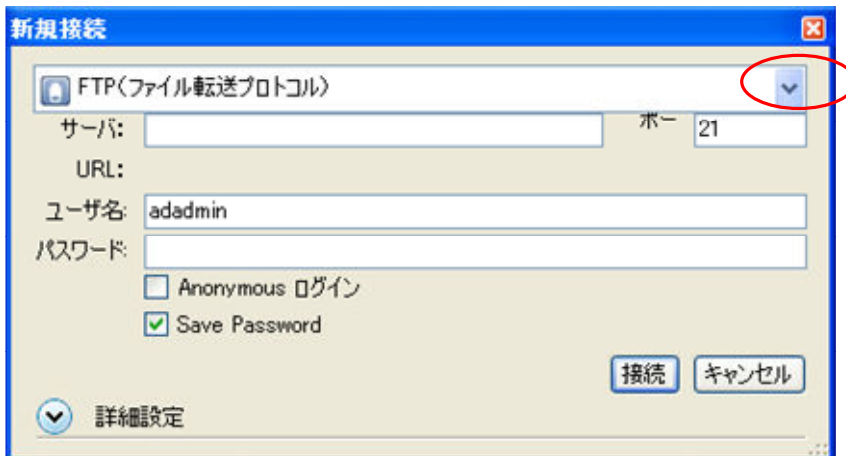 新規接続
FTP(ファイル転送プロトコル)
サーバ: ポー 21
URL:
ユーザ名: adadmin
パスワード:
Anonymous ログイン
Save Password
接続 キャンセル
詳細設定